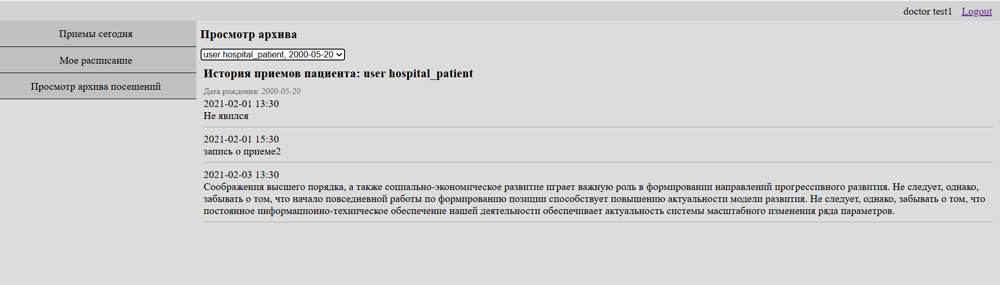 doctor test1 Logout
Приемы сегодня
Мое расписание
Просмотр архива посешений
Просмотр архива
user hospital_patient, 2000-05-20
История приемов пациента: user hospital_patient
Дата рождения: 2000-05-20
2021-02-01 13:30
Не явился
2021-02-01 15:30
запись о приеме2
2021-02-03 13:30
Соображения высшего порядка, а также социально-экономическое развитие играет важную роль в формировании направлений прогрессивного развития. Не следует, однако,
забывать о том, что начало повседневной работы по формированию позиции способствует повышению актуальности модели развития. Не следует, однако, забывать о том, что
постоянное информационно-техническое обеспечение нашей деятельности обеспечивает актуальность системы масштабного изменения ряда параметров.